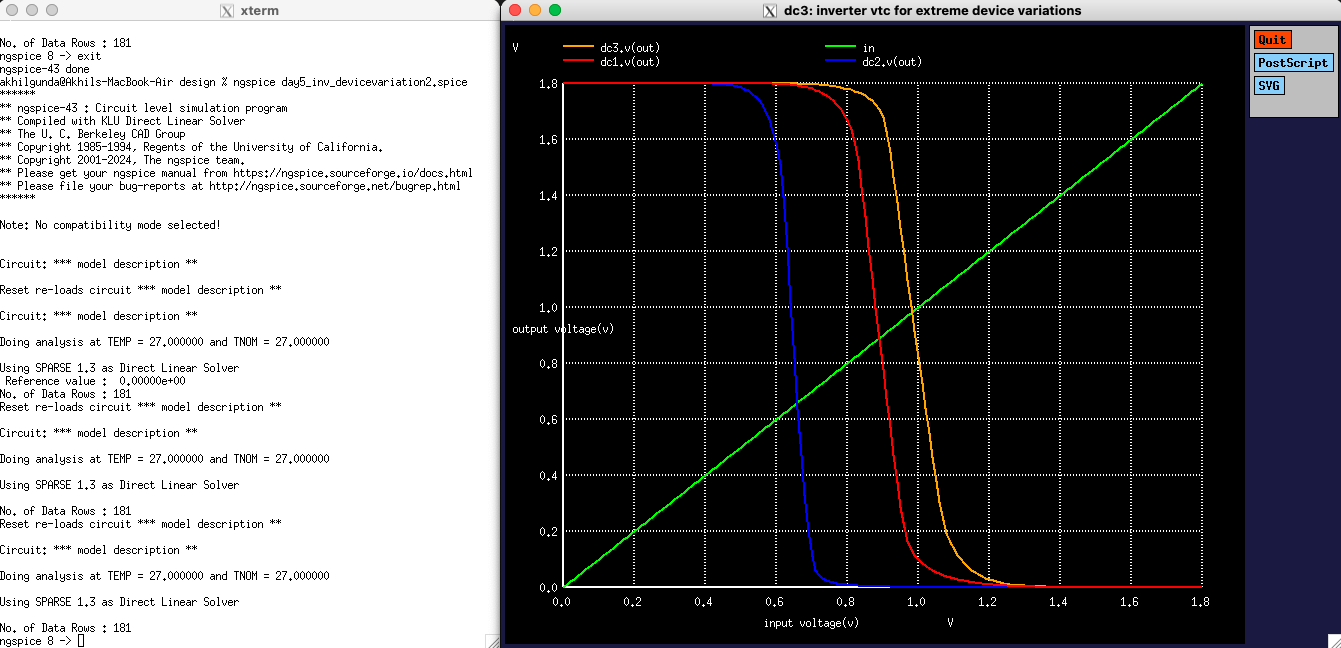 xterm
No. of Data Rows : 181
ngspice 8 -> exit
ngspice-43 done
akhilgunda@Akhils-MacBook-Air design % ngspice day5_inv_devicevariation2.spice
******
** ngspice-43 : Circuit level simulation program
** Compiled with KLU Direct Linear Solver
** The U. C. Berkeley CAD Group
** Copyright 1985-1994, Regents of the University of California.
** Copyright 2001-2024, The ngspice team.
** Please get your ngspice manual from https://ngspice.sourceforge.io/docs.html
** Please file your bug-reports at http://ngspice.sourceforge.net/bugrep.html
******
Note: No compatibility mode selected!
Circuit: *** model description **
Reset re-loads circuit *** model description **
Circuit: *** model description **
Doing analysis at TEMP = 27.000000 and TNOM = 27.000000
Using SPARSE 1.3 as Direct Linear Solver
Reference value :  0.00000e+00
No. of Data Rows : 181
Reset re-loads circuit *** model description **
Circuit: *** model description **
Doing analysis at TEMP = 27.000000 and TNOM = 27.000000
Using SPARSE 1.3 as Direct Linear Solver
No. of Data Rows : 181
Reset re-loads circuit *** model description **
Circuit: *** model description **
Doing analysis at TEMP = 27.000000 and TNOM = 27.000000
Using SPARSE 1.3 as Direct Linear Solver
No. of Data Rows : 181
ngspice 8 ->
dc3: inverter vtc for extreme device variations
V
dc3.v(out)
in
dc1.v(out)
dc2.v(out)
Quit
PostScript
SVG
1.8
1.6
1.4
1.2
1.0
output voltage(v)
0.8
0.6
0.4
0.2
0.0
0.0 0.2 0.4 0.6 0.8 1.0 1.2 1.4 1.6 1.8
input voltage(v) V